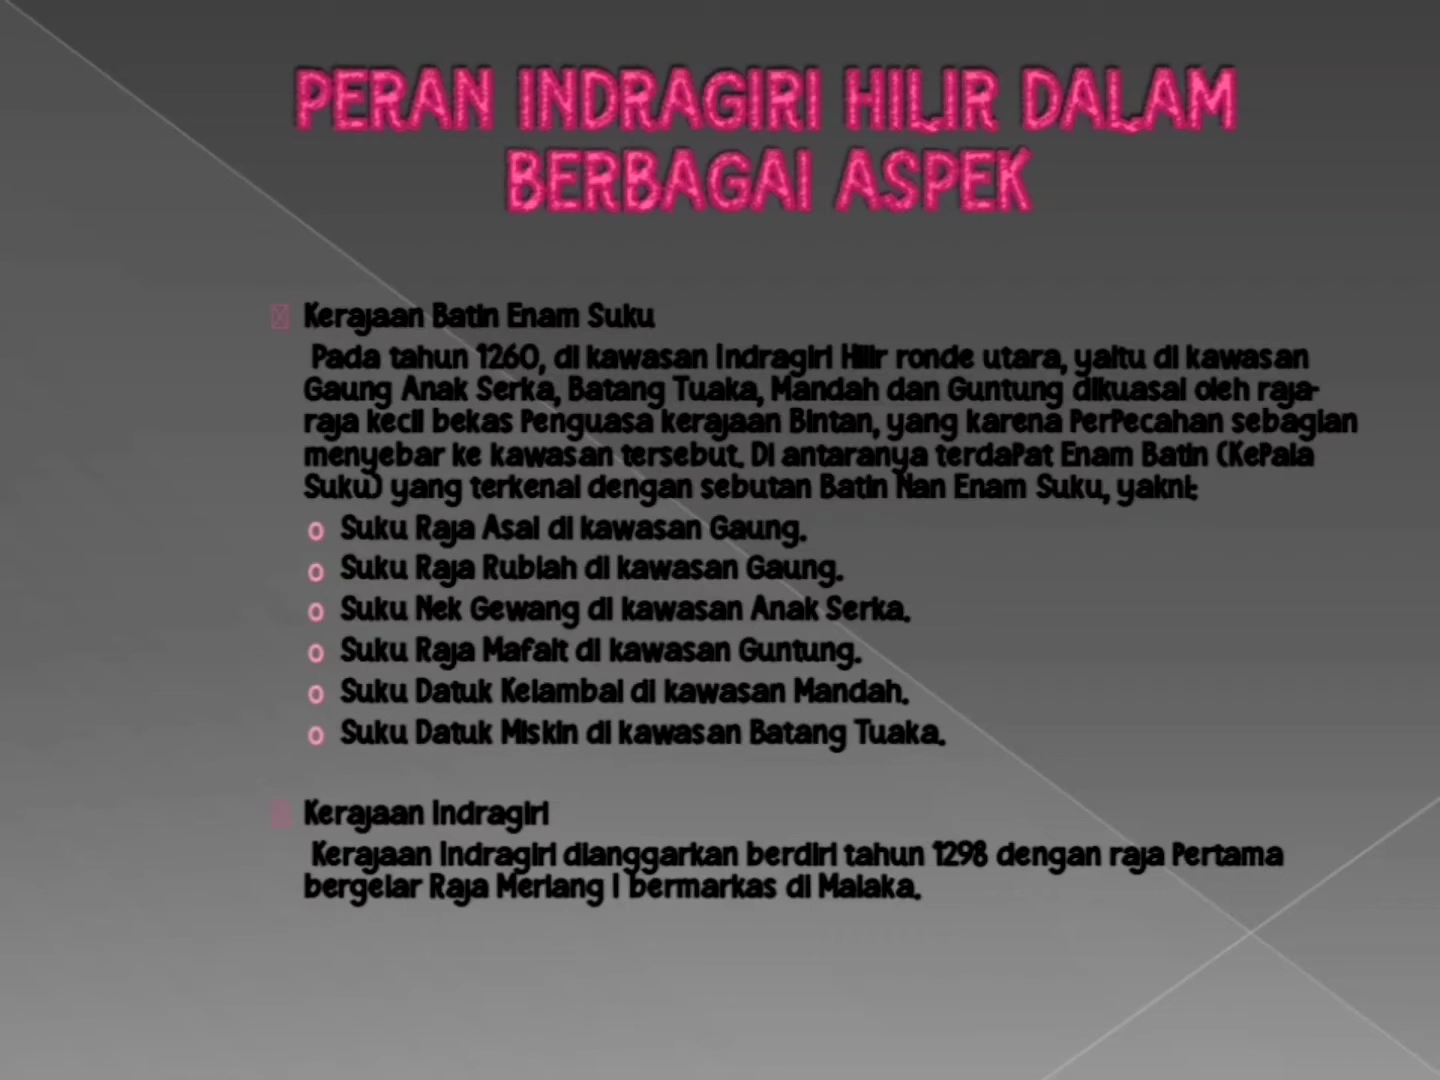 PERAN INDRAGIRI HILIR DALAM
BERBAGAI ASPEK
Kerajaan Batin Enam Suku
Pada tahun 1260, di kawasan Indragiri Hilir ronde utara, yaitu di kawasan
Gaung Anak Serka, Batang Tuaka, Mandah dan Guntung dikuasai oleh raja-
raja kecil bekas Penguasa kerajaan Bintan, yang karena PerPecahan sebagian
menyebar ke kawasan tersebut. Di antaranya terdaPat Enam Batin (KePala
Suku) yang terkenal dengan sebutan Batin Nan Enam Suku, yakni:
o Suku Raja Asal di kawasan Gaung.
o Suku Raja Rubiah di kawasan Gaung.
o Suku Nek Gewang di kawasan Anak Serka.
o Suku Raja Mafait di kawasan Guntung.
o Suku Datuk Kelambai di kawasan Mandah.
o Suku Datuk Miskin di kawasan Batang Tuaka.
Kerajaan Indragiri
Kerajaan Indragiri dianggarkan berdiri tahun 1298 dengan raja Pertama
bergelar Raja Merlang I bermarkas di Malaka.